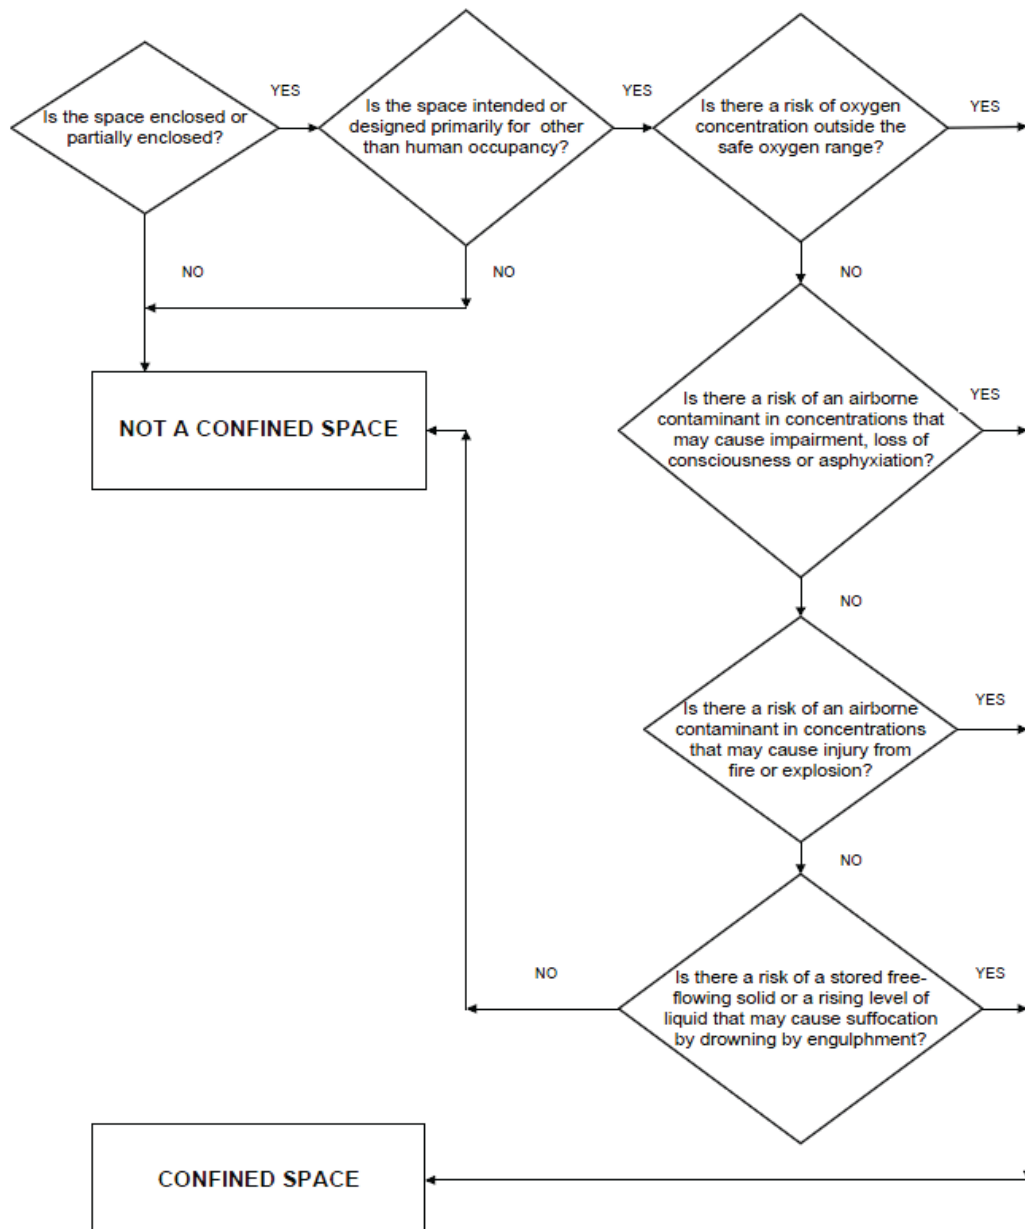 Is the space enclosed or
partially enclosed?
YES
Is the space intended or
designed primarily for other
than human occupancy?
YES
Is there a risk of oxygen
concentration outside the
safe oxygen range?
YES
NO
NO
NO
NOT A CONFINED SPACE
Is there a risk of an airborne
contaminant in concentrations that
may cause impairment, loss of
consciousness or asphyxiation?
YES
NO
Is there a risk of an airborne
contaminant in concentrations
that may cause injury from
fire or explosion?
YES
NO
Is there a risk of a stored free-
flowing solid or a rising level of
liquid that may cause suffocation
by drowning by engulphment?
NO
YES
CONFINED SPACE